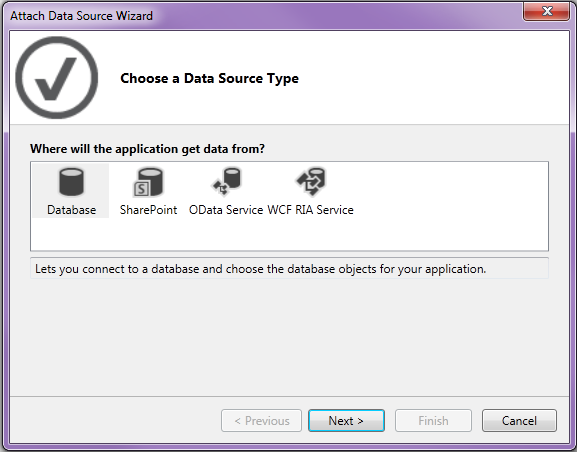 Attach Data Source Wizard
Choose a Data Source Type
Where will the application get data from?
Database SharePoint OData Service WCF RIA Service
Lets you connect to a database and choose the database objects for your application.
< Previous Next > Finish Cancel